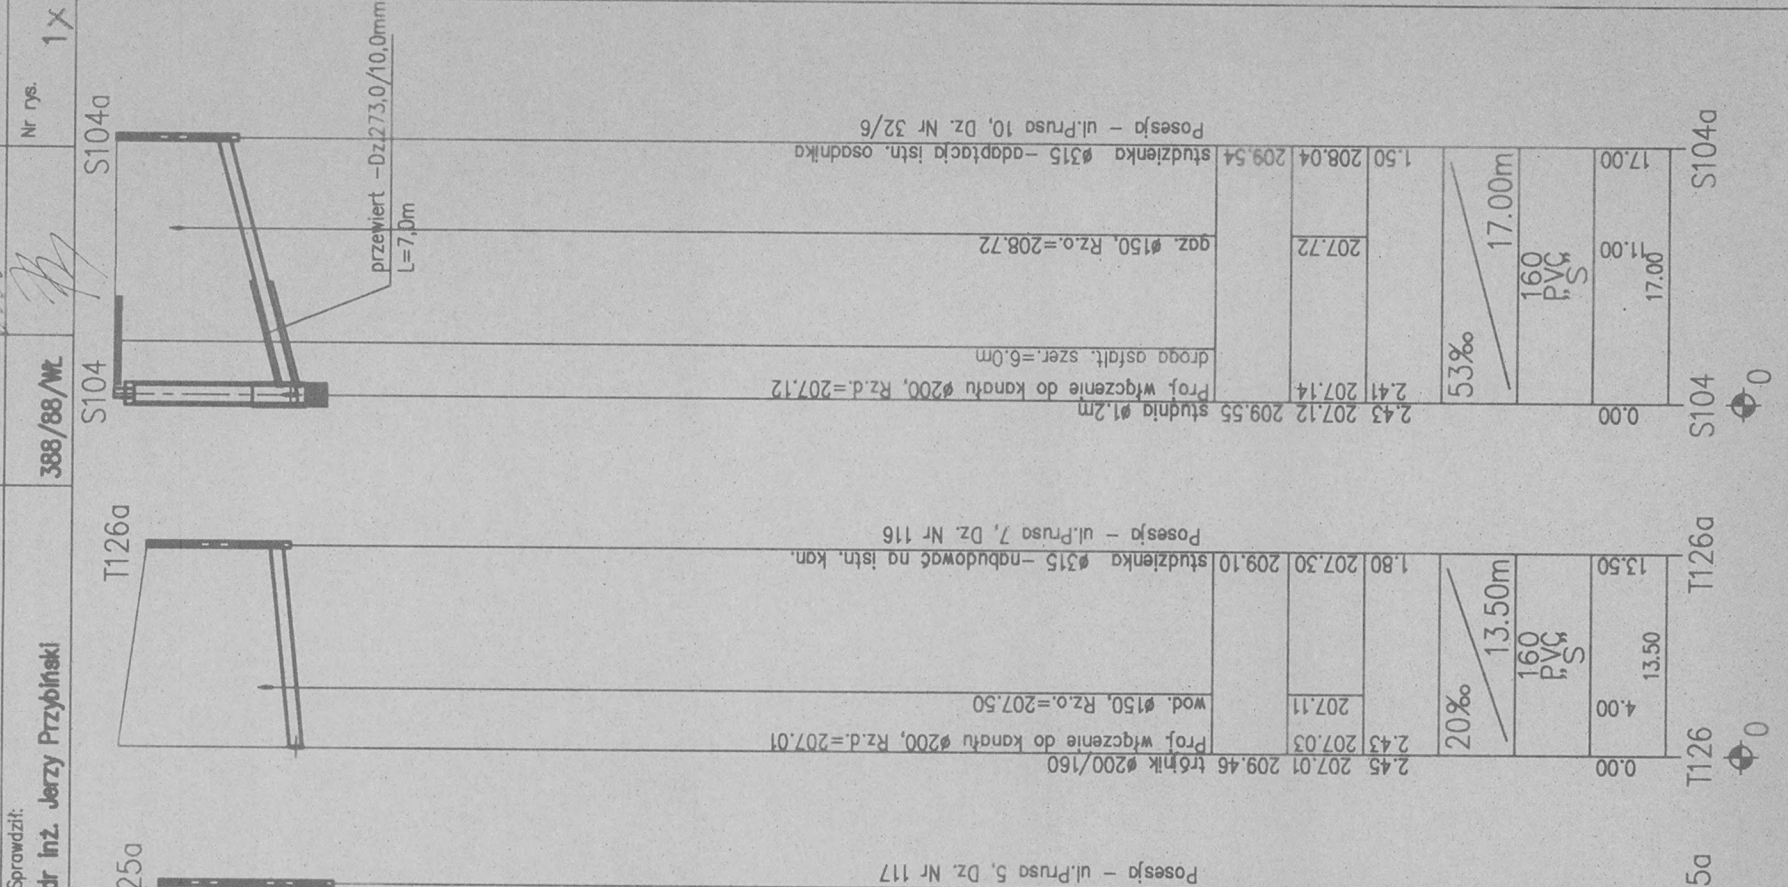 Sprawdził:
dr inż. Jerzy Przybiński
388/88/WŁ
Nr rys.
1X
S104
S104a
przewiert –Dz273,0/10,0mm
L=7,0m
Posesja – ul.Prusa 10, Dz. Nr 32/6
studzienka ø315 –adaptacja istn. osadnika
209.54
208.04
1.50
17.00
gaz. ø150, Rz.o.=208.72
207.72
11.00
droga asfalt. szer.=6.0m
Proj. włączenie do kanału ø200, Rz.d.=207.12
207.14
2.41
studnia ø1.2m
209.55
207.12
2.43
0.00
53‰
17.00m
160
PVC
"S"
17.00
S104
S104a
0
T126a
Posesja – ul.Prusa 7, Dz. Nr 116
studzienka ø315 –nabudować na istn. kan.
209.10
207.30
1.80
13.50
wod. ø150, Rz.o.=207.50
207.11
4.00
Proj. włączenie do kanału ø200, Rz.d.=207.01
207.03
2.43
trójnik ø200/160
209.46
207.01
2.45
0.00
20‰
13.50m
160
PVC
"S"
13.50
T126
T126a
0
25a
Posesja – ul.Prusa 5, Dz. Nr 117
5a